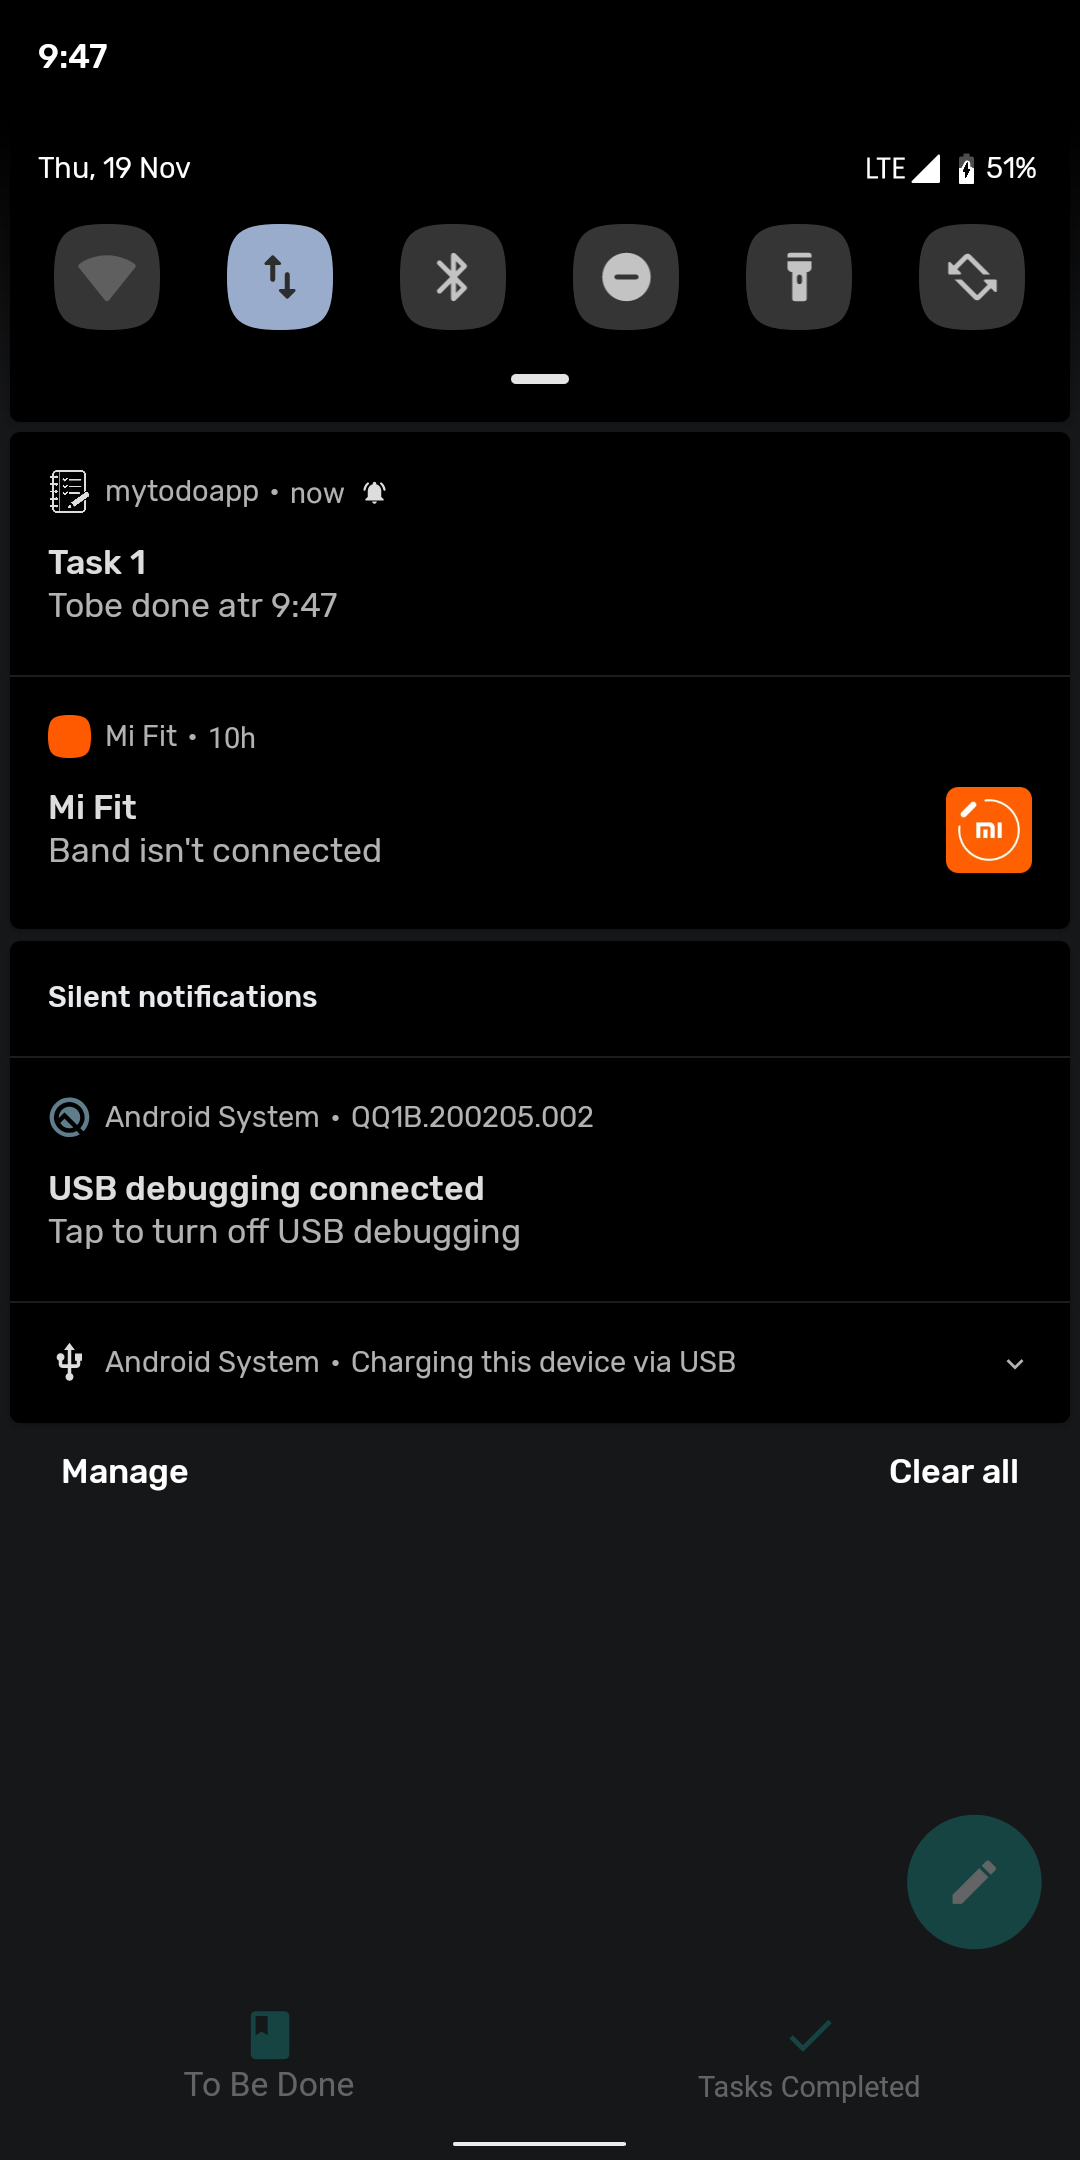 9:47
Thu, 19 Nov LTE 51%
mytodoapp • now
Task 1
Tobe done atr 9:47
Mi Fit • 10h
Mi Fit
Band isn't connected
Silent notifications
Android System • QQ1B.200205.002
USB debugging connected
Tap to turn off USB debugging
Android System • Charging this device via USB
Manage Clear all
To Be Done Tasks Completed